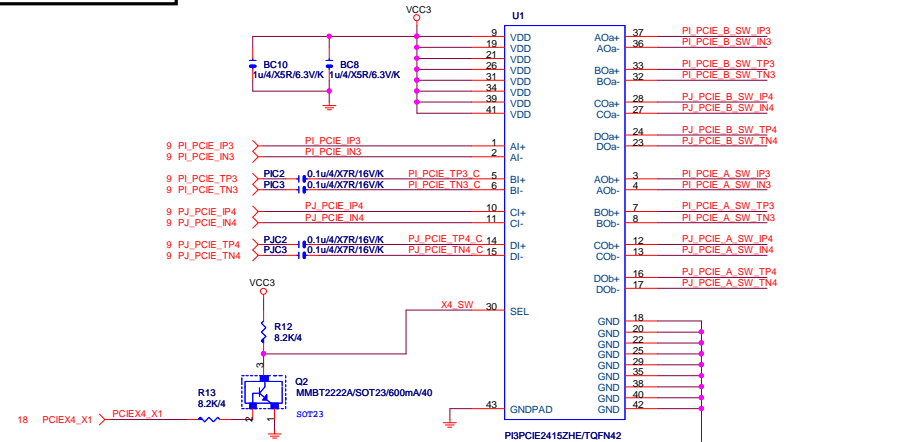 VCC3
U1
BC10
1u/4/X5R/6.3V/K
BC8
1u/4/X5R/6.3V/K
9 VDD
19 VDD
21 VDD
26 VDD
31 VDD
34 VDD
39 VDD
41 VDD
AOa+ 37 PI_PCIE_B_SW_IP3
AOa- 36 PI_PCIE_B_SW_IN3
BOa+ 33 PI_PCIE_B_SW_TP3
BOa- 32 PI_PCIE_B_SW_TN3
COa+ 28 PJ_PCIE_B_SW_IP4
COa- 27 PJ_PCIE_B_SW_IN4
DOa+ 24 PJ_PCIE_B_SW_TP4
DOa- 23 PJ_PCIE_B_SW_TN4
9 PI_PCIE_IP3 PI_PCIE_IP3 1 AI+
9 PI_PCIE_IN3 PI_PCIE_IN3 2 AI-
9 PI_PCIE_TP3 PIC2 0.1u/4/X7R/16V/K PI_PCIE_TP3_C 5 BI+
9 PI_PCIE_TN3 PIC3 0.1u/4/X7R/16V/K PI_PCIE_TN3_C 6 BI-
9 PJ_PCIE_IP4 PJ_PCIE_IP4 10 CI+
9 PJ_PCIE_IN4 PJ_PCIE_IN4 11 CI-
9 PJ_PCIE_TP4 PJC2 0.1u/4/X7R/16V/K PJ_PCIE_TP4_C 14 DI+
9 PJ_PCIE_TN4 PJC3 0.1u/4/X7R/16V/K PJ_PCIE_TN4_C 15 DI-
AOb+ 3 PI_PCIE_A_SW_IP3
AOb- 4 PI_PCIE_A_SW_IN3
BOb+ 7 PI_PCIE_A_SW_TP3
BOb- 8 PI_PCIE_A_SW_TN3
COb+ 12 PJ_PCIE_A_SW_IP4
COb- 13 PJ_PCIE_A_SW_IN4
DOb+ 16 PJ_PCIE_A_SW_TP4
DOb- 17 PJ_PCIE_A_SW_TN4
VCC3
X4_SW 30 SEL
R12
8.2K/4
3
Q2
MMBT2222A/SOT23/600mA/40
SOT23
2
1
R13
8.2K/4
18 PCIEX4_X1 PCIEX4_X1
GND 18
GND 20
GND 22
GND 25
GND 29
GND 35
GND 38
GND 40
GND 42
43 GNDPAD
PI3PCIE2415ZHE/TQFN42